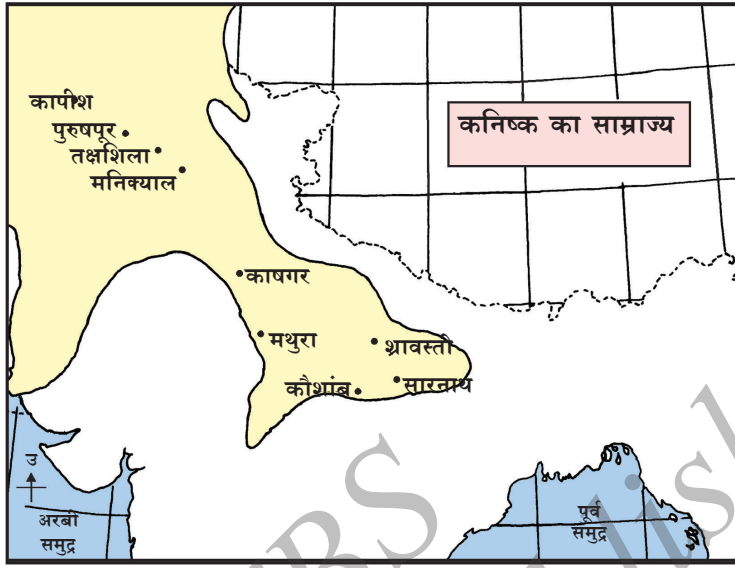 कनिष्क का साम्राज्य
कापीश
पुरुषपूर
तक्षशिला
मनिक्याल
काषगर
मथुरा
श्रावस्ती
कौशांब
सारनाथ
उ
अरबी
समुद्र
पूर्व
समुद्र